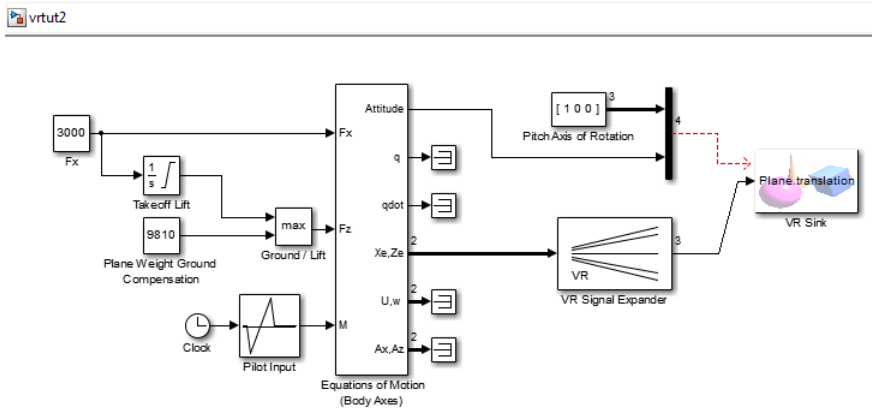 vrtut2
3000
Fx
1
s
Takeoff Lift
9810
Plane Weight Ground
Compensation
max
Ground / Lift
Clock
Pilot Input
Fx
Fz
M
Attitude
q
qdot
Xe,Ze
U,w
Ax,Az
2
2
2
Equations of Motion
(Body Axes)
[ 1 0 0 ]
3
Pitch Axis of Rotation
4
VR
3
VR Signal Expander
Plane.translation
VR Sink